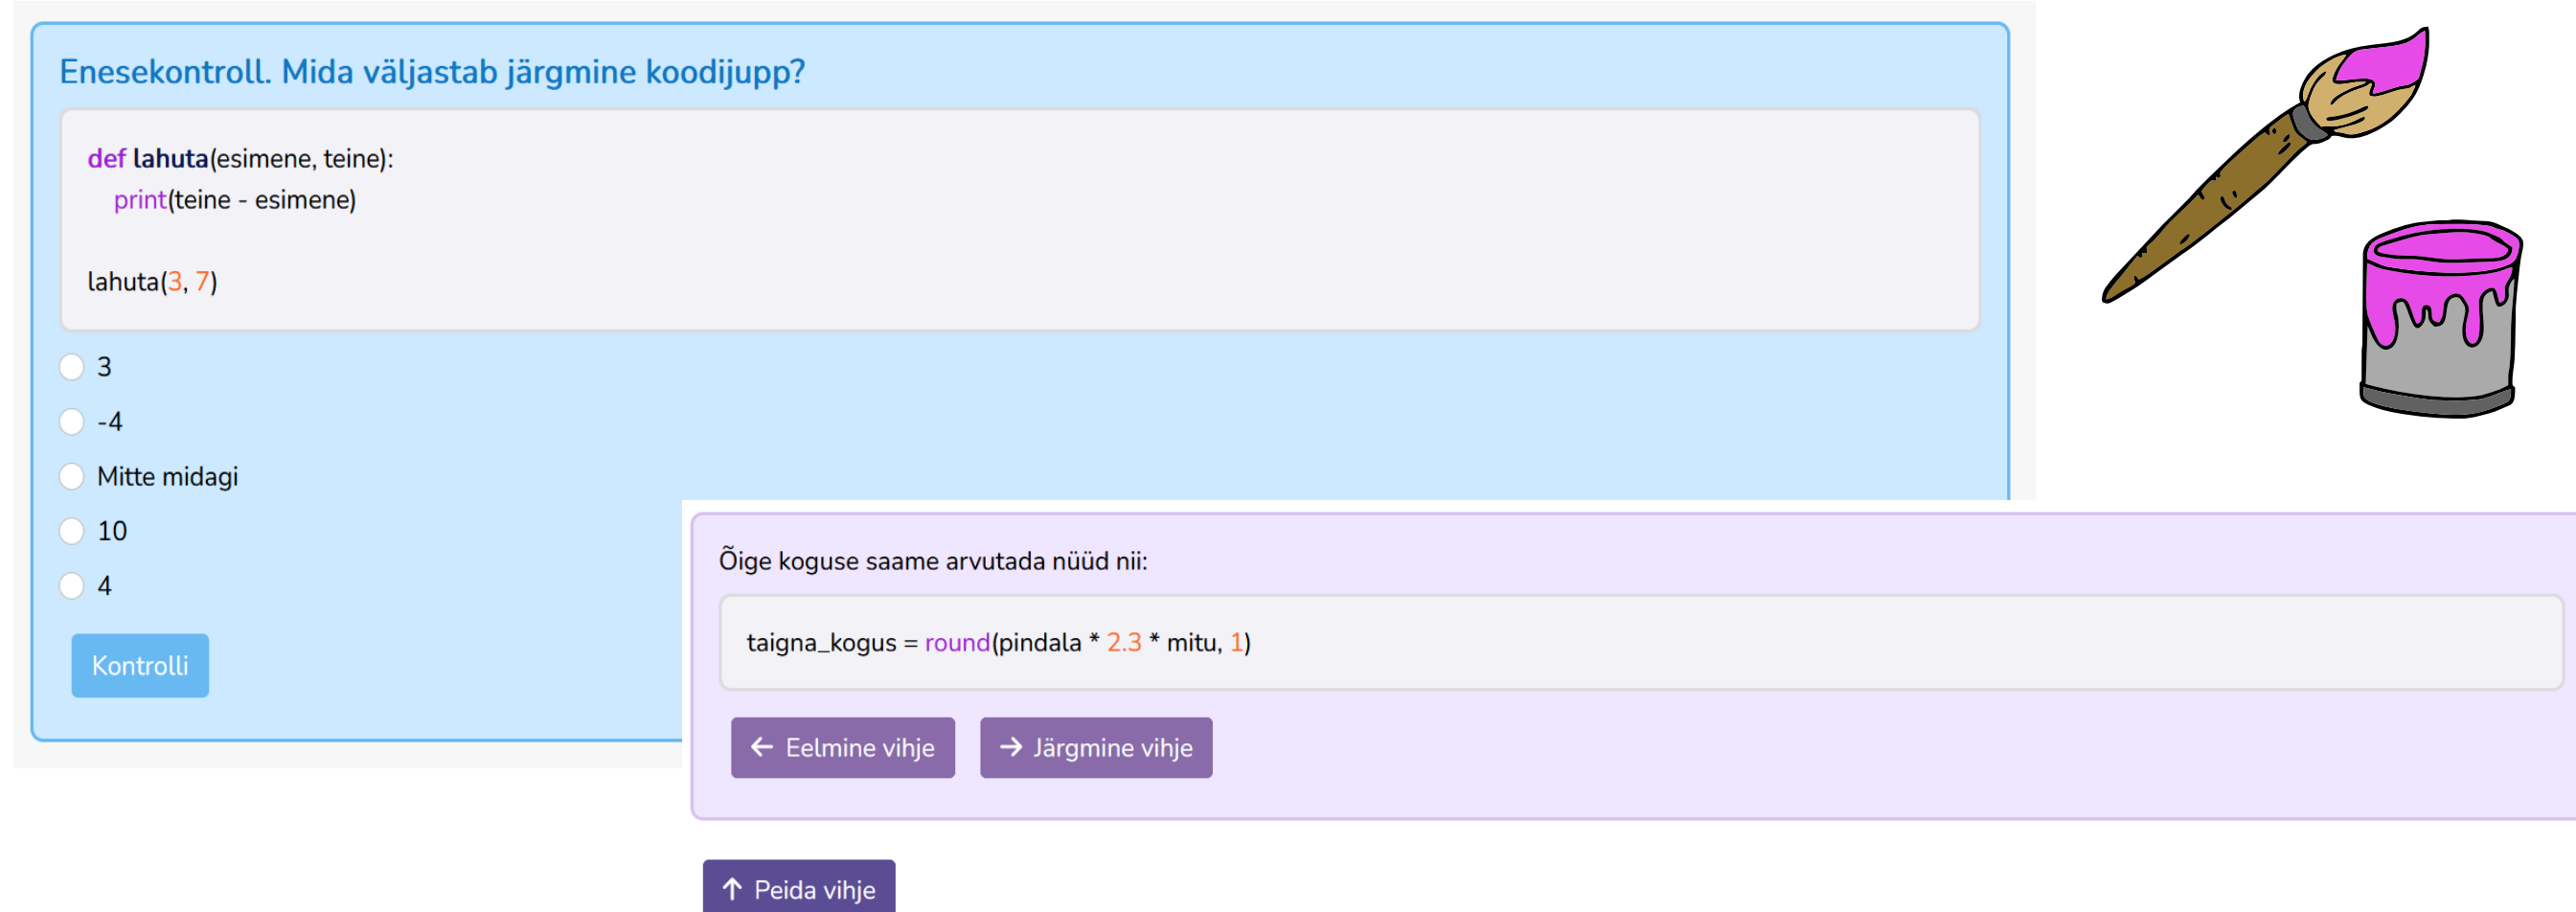 Enesekontroll. Mida väljastab järgmine koodijupp?
def lahuta(esimene, teine):
    print(teine - esimene)
lahuta(3, 7)
3
-4
Mitte midagi
10
4
Kontrolli
Õige koguse saame arvutada nüüd nii:
taigna_kogus = round(pindala * 2.3 * mitu, 1)
← Eelmine vihje → Järgmine vihje
↑ Peida vihje